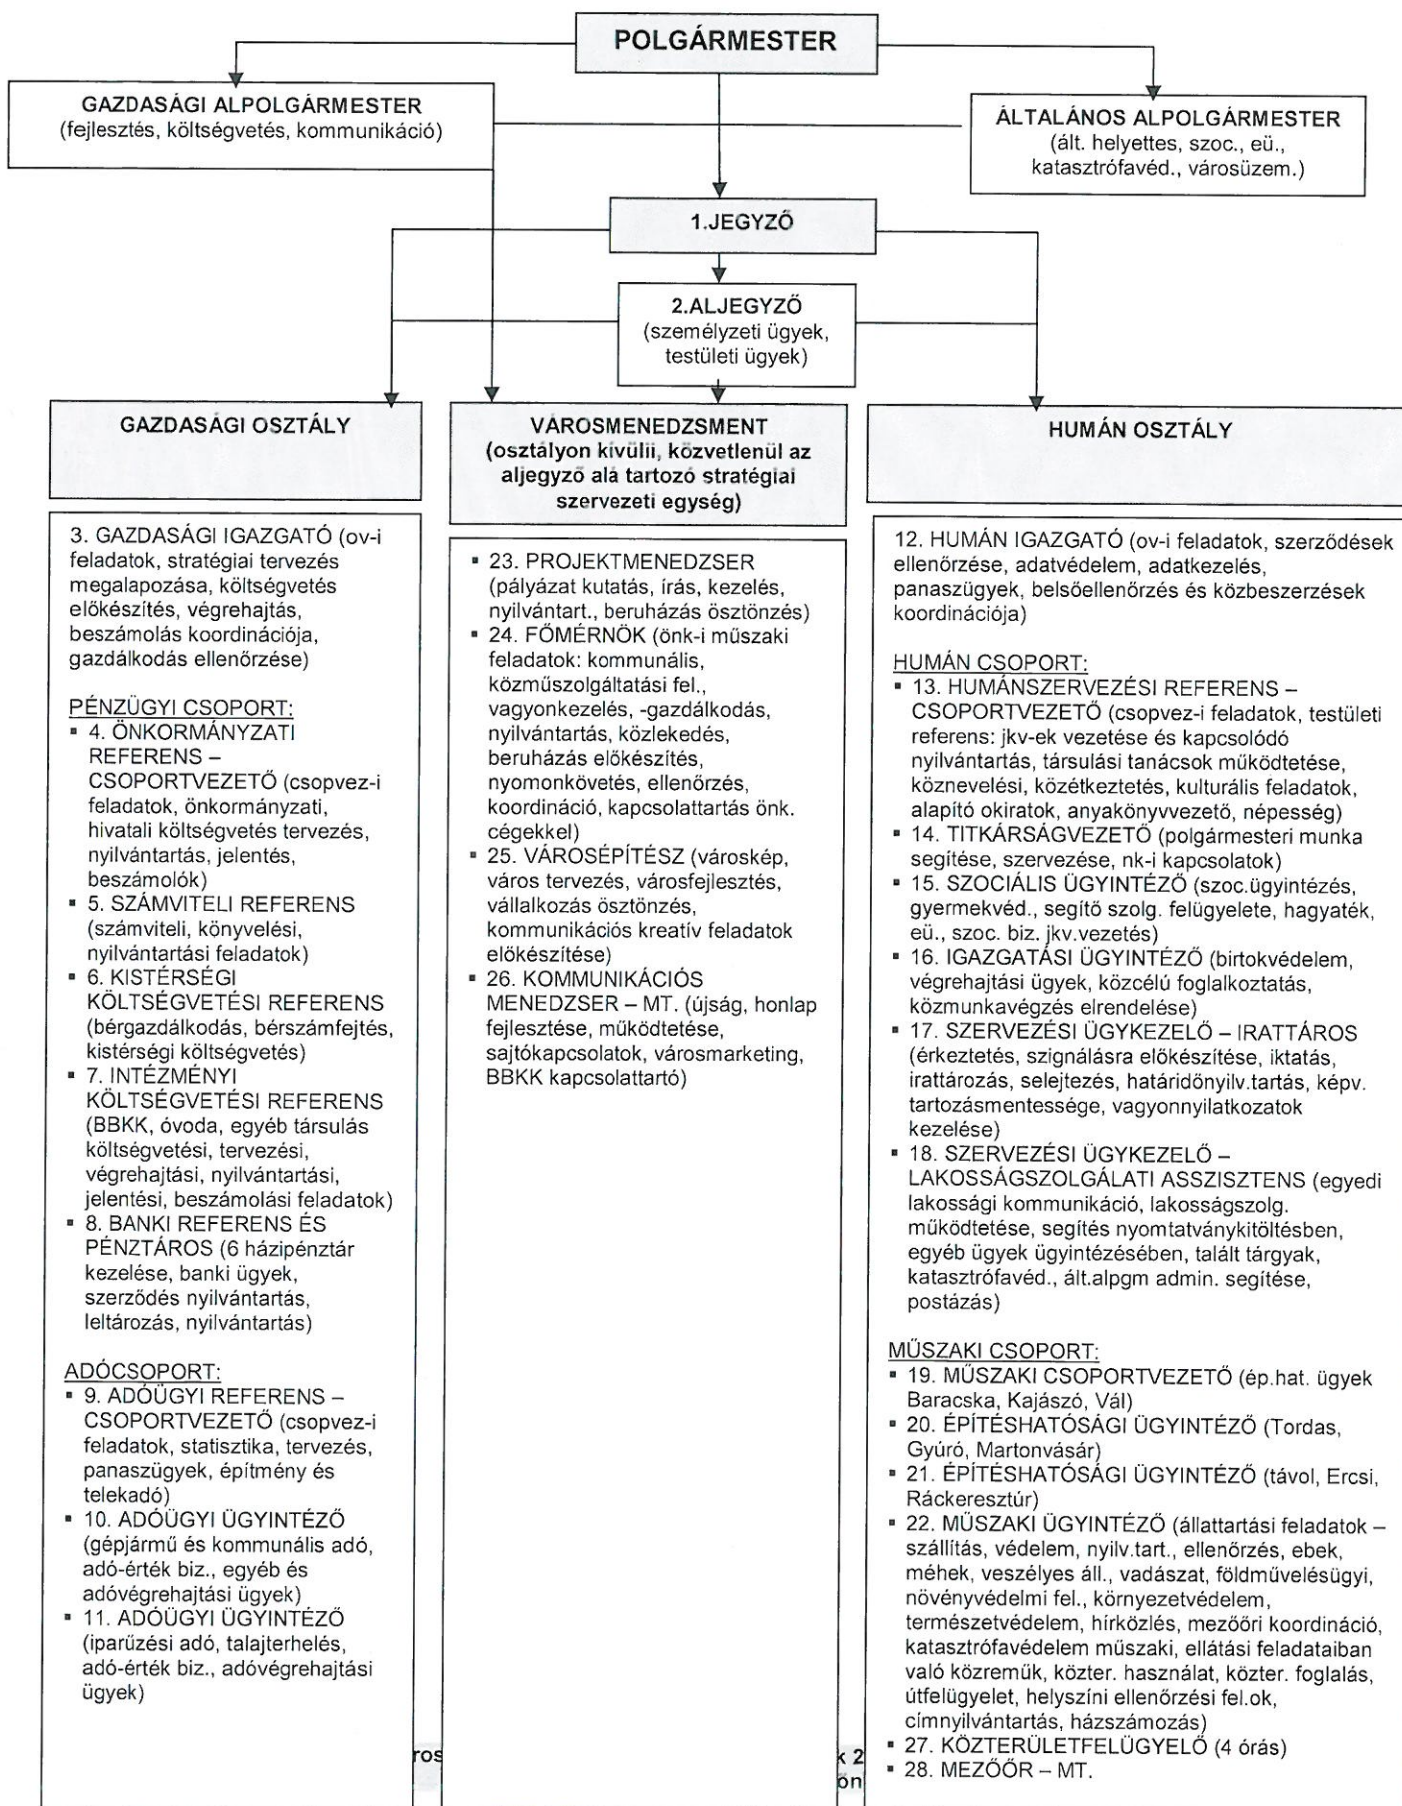 POLGÁRMESTER
GAZDASÁGI ALPOLGÁRMESTER
(fejlesztés, költségvetés, kommunikáció)
ÁLTALÁNOS ALPOLGÁRMESTER
(ált. helyettes, szoc., eü.,
katasztrófavéd., városüzem.)
1.JEGYZŐ
2.ALJEGYZŐ
(személyzeti ügyek,
testületi ügyek)
GAZDASÁGI OSZTÁLY
3. GAZDASÁGI IGAZGATÓ (ov-i
feladatok, stratégiai tervezés
megalapozása, költségvetés
előkészítés, végrehajtás,
beszámolás koordinációja,
gazdálkodás ellenőrzése)
PÉNZÜGYI CSOPORT:
▪ 4. ÖNKORMÁNYZATI
REFERENS –
CSOPORTVEZETŐ (csopvez-i
feladatok, önkormányzati,
hivatali költségvetés tervezés,
nyilvántartás, jelentés,
beszámolók)
▪ 5. SZÁMVITELI REFERENS
(számviteli, könyvelési,
nyilvántartási feladatok)
▪ 6. KISTÉRSÉGI
KÖLTSÉGVETÉSI REFERENS
(bérgazdálkodás, bérszámfejtés,
kistérségi költségvetés)
▪ 7. INTÉZMÉNYI
KÖLTSÉGVETÉSI REFERENS
(BBKK, óvoda, egyéb társulás
költségvetési, tervezési,
végrehajtási, nyilvántartási,
jelentési, beszámolási feladatok)
▪ 8. BANKI REFERENS ÉS
PÉNZTÁROS (6 házipénztár
kezelése, banki ügyek,
szerződés nyilvántartás,
leltározás, nyilvántartás)
ADÓCSOPORT:
▪ 9. ADÓÜGYI REFERENS –
CSOPORTVEZETŐ (csopvez-i
feladatok, statisztika, tervezés,
panaszügyek, építmény és
telekadó)
▪ 10. ADÓÜGYI ÜGYINTÉZŐ
(gépjármű és kommunális adó,
adó-érték biz., egyéb és
adóvégrehajtási ügyek)
▪ 11. ADÓÜGYI ÜGYINTÉZŐ
(iparűzési adó, talajterhelés,
adó-érték biz., adóvégrehajtási
ügyek)
VÁROSMENEDZSMENT
(osztályon kívülii, közvetlenül az
aljegyző alá tartozó stratégiai
szervezeti egység)
▪ 23. PROJEKTMENEDZSER
(pályázat kutatás, írás, kezelés,
nyilvántart., beruházás ösztönzés)
▪ 24. FŐMÉRNÖK (önk-i műszaki
feladatok: kommunális,
közműszolgáltatási fel.,
vagyonkezelés, -gazdálkodás,
nyilvántartás, közlekedés,
beruházás előkészítés,
nyomonkövetés, ellenőrzés,
koordináció, kapcsolattartás önk.
cégekkel)
▪ 25. VÁROSÉPÍTÉSZ (városkép,
város tervezés, városfejlesztés,
vállalkozás ösztönzés,
kommunikációs kreatív feladatok
előkészítése)
▪ 26. KOMMUNIKÁCIÓS
MENEDZSER – MT. (újság, honlap
fejlesztése, működtetése,
sajtókapcsolatok, városmarketing,
BBKK kapcsolattartó)
HUMÁN OSZTÁLY
12. HUMÁN IGAZGATÓ (ov-i feladatok, szerződések
ellenőrzése, adatvédelem, adatkezelés,
panaszügyek, belsőellenőrzés és közbeszerzések
koordinációja)
HUMÁN CSOPORT:
▪ 13. HUMÁNSZERVEZÉSI REFERENS –
CSOPORTVEZETŐ (csopvez-i feladatok, testületi
referens: jkv-ek vezetése és kapcsolódó
nyilvántartás, társulási tanácsok működtetése,
köznevelési, közétkeztetés, kulturális feladatok,
alapító okiratok, anyakönyvvezető, népesség)
▪ 14. TITKÁRSÁGVEZETŐ (polgármesteri munka
segítése, szervezése, nk-i kapcsolatok)
▪ 15. SZOCIÁLIS ÜGYINTÉZŐ (szoc.ügyintézés,
gyermekvéd., segítő szolg. felügyelete, hagyaték,
eü., szoc. biz. jkv.vezetés)
▪ 16. IGAZGATÁSI ÜGYINTÉZŐ (birtokvédelem,
végrehajtási ügyek, közcélú foglalkoztatás,
közmunkavégzés elrendelése)
▪ 17. SZERVEZÉSI ÜGYKEZELŐ – IRATTÁROS
(érkeztetés, szignálásra előkészítése, iktatás,
irattározás, selejtezés, határidőnyilv.tartás, képv.
tartozásmentessége, vagyonnyilatkozatok
kezelése)
▪ 18. SZERVEZÉSI ÜGYKEZELŐ –
LAKOSSÁGSZOLGÁLATI ASSZISZTENS (egyedi
lakossági kommunikáció, lakosságszolg.
működtetése, segítés nyomtatványkitöltésben,
egyéb ügyek ügyintézésében, talált tárgyak,
katasztrófavéd., ált.alpgm admin. segítése,
postázás)
MŰSZAKI CSOPORT:
▪ 19. MŰSZAKI CSOPORTVEZETŐ (ép.hat. ügyek
Baracska, Kajászó, Vál)
▪ 20. ÉPÍTÉSHATÓSÁGI ÜGYINTÉZŐ (Tordas,
Gyúró, Martonvásár)
▪ 21. ÉPÍTÉSHATÓSÁGI ÜGYINTÉZŐ (távol, Ercsi,
Ráckeresztúr)
▪ 22. MŰSZAKI ÜGYINTÉZŐ (állattartási feladatok –
szállítás, védelem, nyilv.tart., ellenőrzés, ebek,
méhek, veszélyes áll., vadászat, földművelésügyi,
növényvédelmi fel., környezetvédelem,
természetvédelem, hírközlés, mezőőri koordináció,
katasztrófavédelem műszaki, ellátási feladataiban
való közreműk, közter. használat, közter. foglalás,
útfelügyelet, helyszíni ellenőrzési fel.ok,
címnyilvántartás, házszámozás)
▪ 27. KÖZTERÜLETFELÜGYELŐ (4 órás)
▪ 28. MEZŐŐR – MT.
ros
k 2
ön